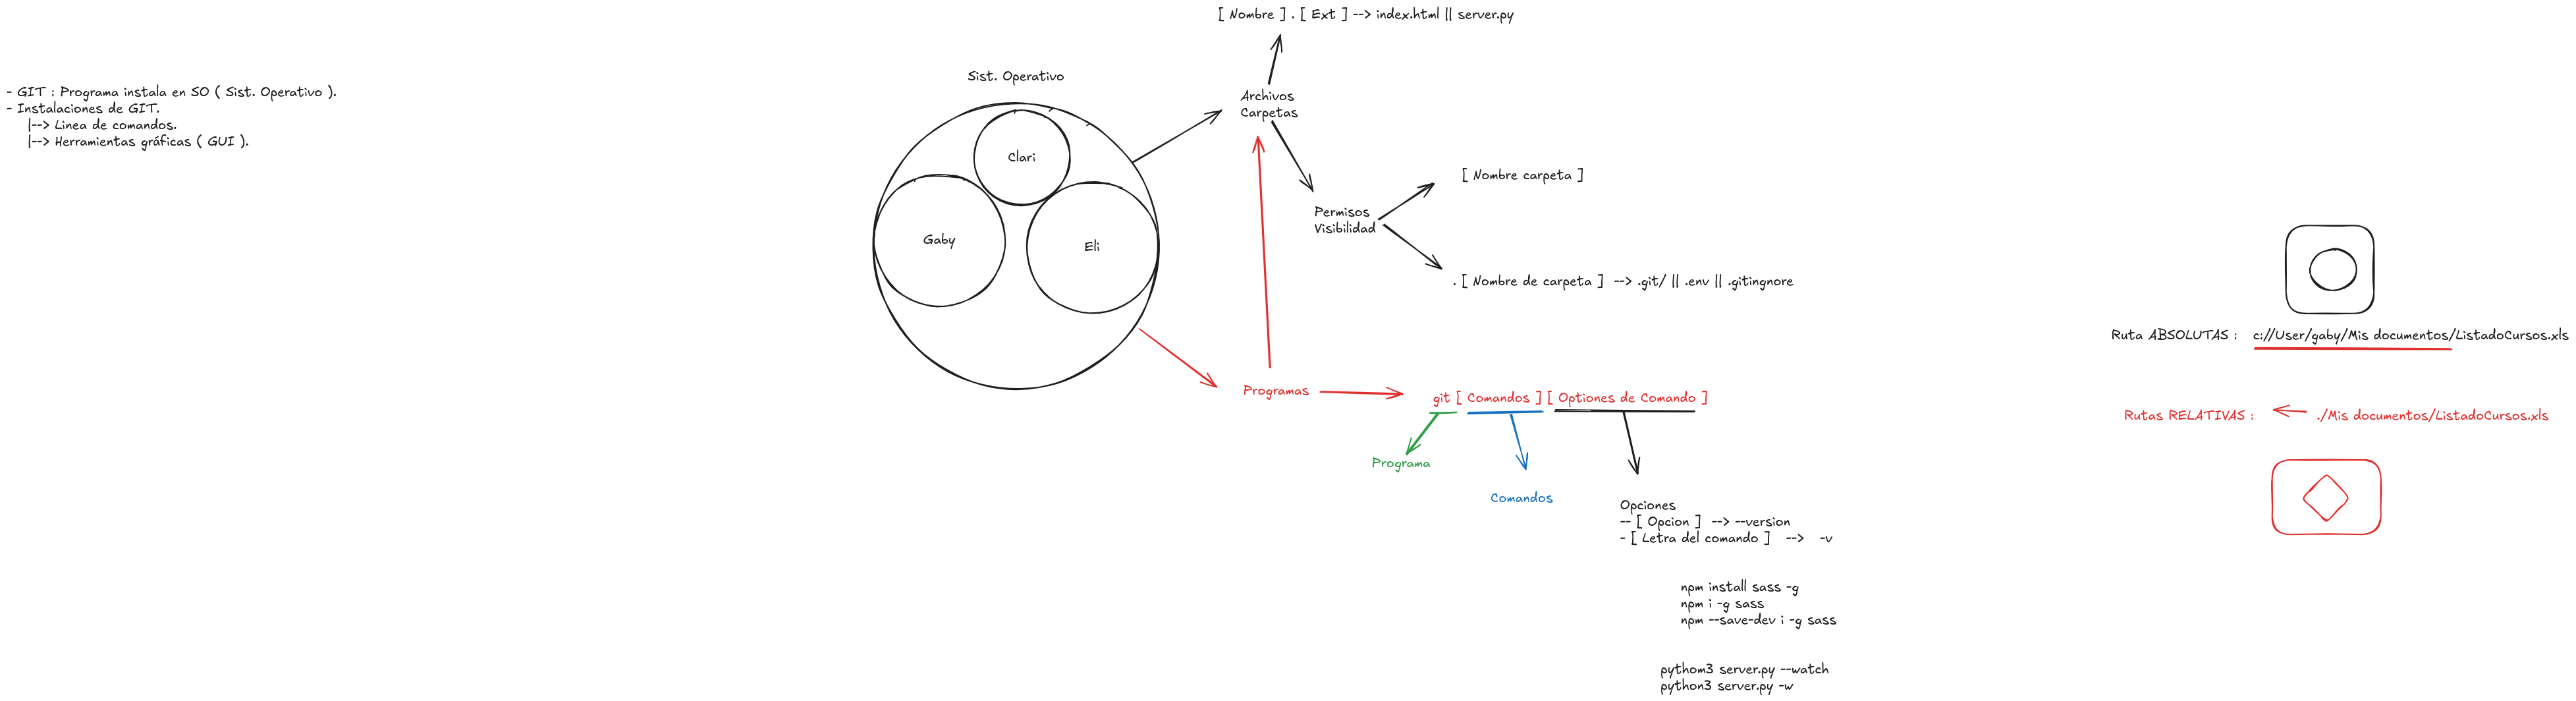 - GIT : Programa instala en SO ( Sist. Operativo ).
- Instalaciones de GIT.
|--> Linea de comandos.
|--> Herramientas gráficas ( GUI ).
Sist. Operativo
Clari
Gaby
Eli
[ Nombre ] . [ Ext ] --> index.html || server.py
Archivos
Carpetas
Permisos
Visibilidad
[ Nombre carpeta ]
. [ Nombre de carpeta ] --> .git/ || .env || .gitingnore
Programas
git [ Comandos ] [ Optiones de Comando ]
Programa
Comandos
Opciones
-- [ Opcion ] --> --version
- [ Letra del comando ] --> -v
npm install sass -g
npm i -g sass
npm --save-dev i -g sass
pythom3 server.py --watch
python3 server.py -w
Ruta ABSOLUTAS : c://User/gaby/Mis documentos/ListadoCursos.xls
Rutas RELATIVAS : ./Mis documentos/ListadoCursos.xls